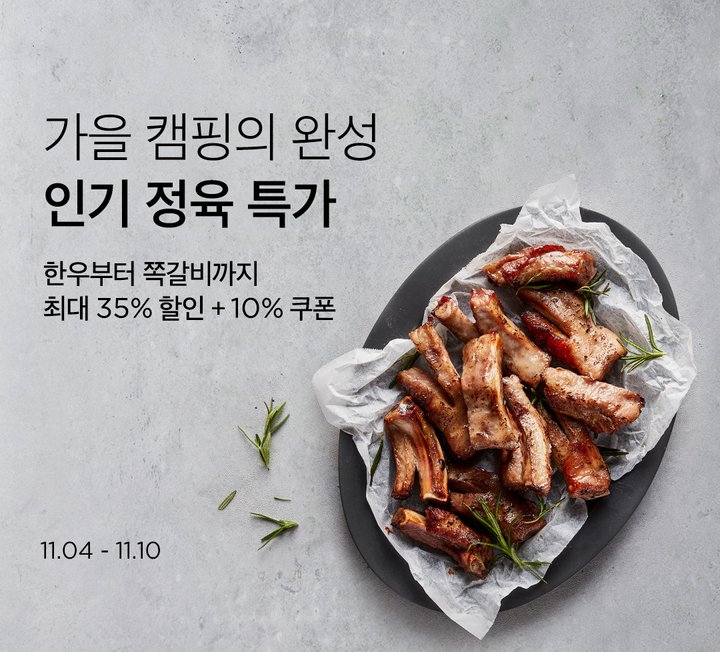 가을 캠핑의 완성
인기 정육 특가
한우부터 쪽갈비까지
최대 35% 할인 + 10% 쿠폰
11.04 - 11.10